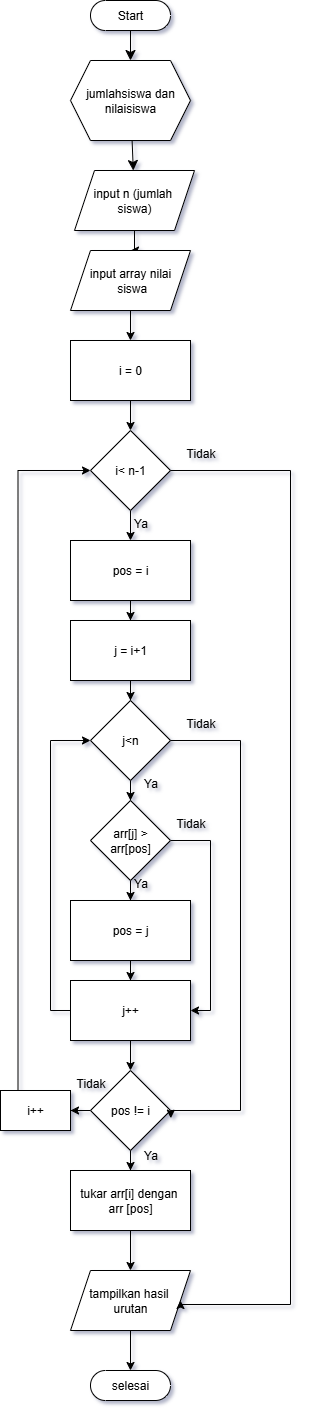 Start
jumlahsiswa dan
nilaisiswa
input n (jumlah
siswa)
input array nilai
siswa
i = 0
i< n-1
Tidak
Ya
pos = i
j = i+1
j<n
Tidak
Ya
arr[j] >
arr[pos]
Tidak
Ya
pos = j
j++
pos != i
Tidak
i++
Ya
tukar arr[i] dengan
arr [pos]
tampilkan hasil
urutan
selesai